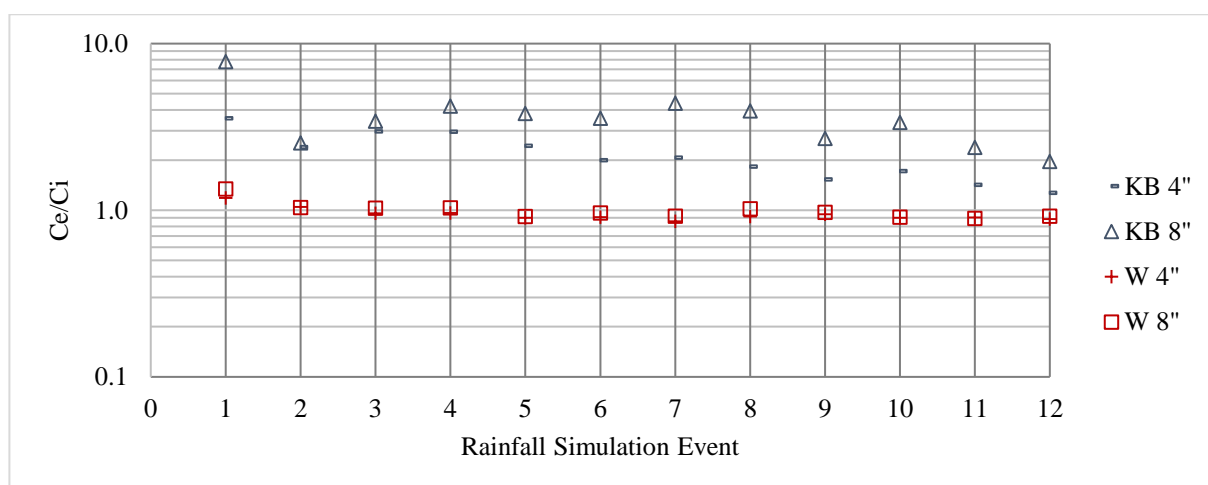 10.0
1.0
0.1
0 1 2 3 4 5 6 7 8 9 10 11 12
Ce/Ci
Rainfall Simulation Event
KB 4"
KB 8"
W 4"
W 8"